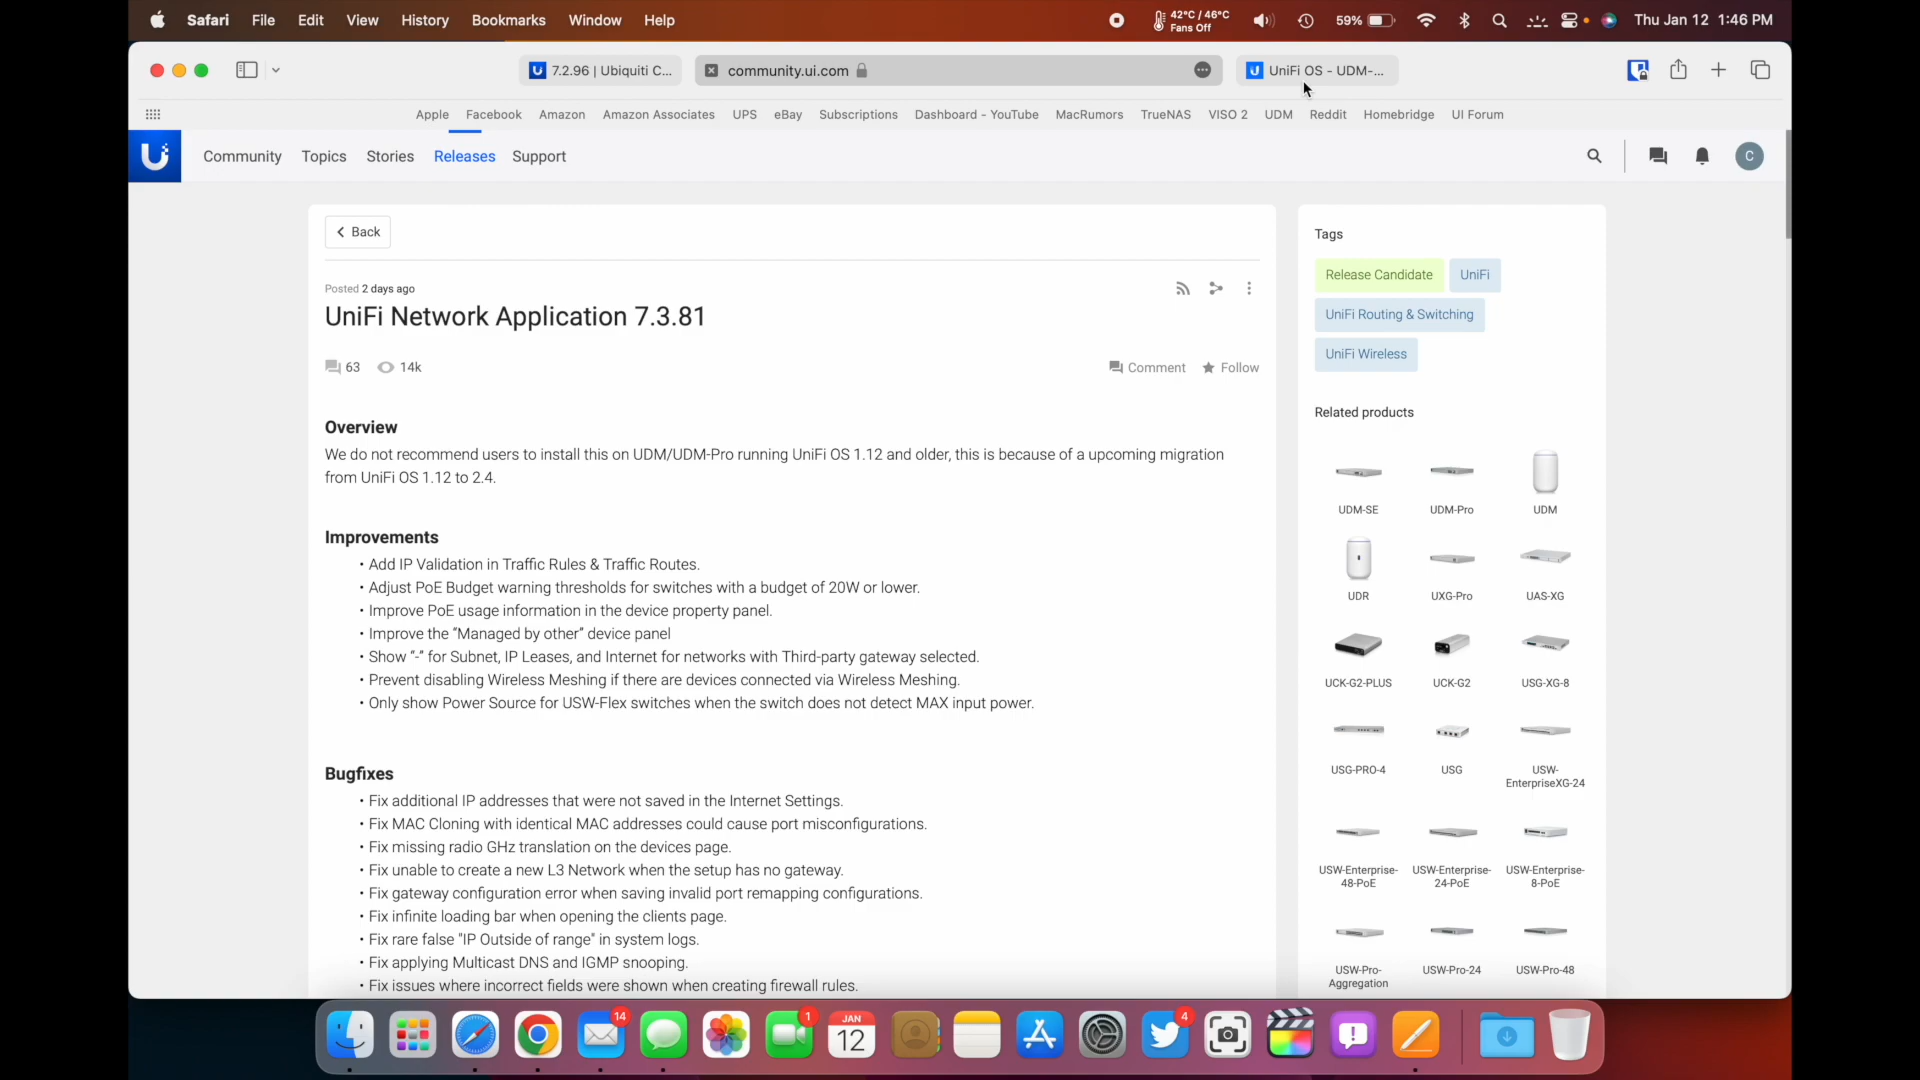 Safari File Edit View History Bookmarks Window Help
42°C / 46°C
Fans Off
59%
Thu Jan 12 1:46 PM
7.2.96 | Ubiquiti C...
community.ui.com
UniFi OS - UDM-...
Apple Facebook Amazon Amazon Associates UPS eBay Subscriptions Dashboard - YouTube MacRumors TrueNAS VISO 2 UDM Reddit Homebridge UI Forum
Community Topics Stories Releases Support
C
Back
Posted 2 days ago
UniFi Network Application 7.3.81
63 14k
Comment Follow
Overview
We do not recommend users to install this on UDM/UDM-Pro running UniFi OS 1.12 and older, this is because of a upcoming migration
from UniFi OS 1.12 to 2.4.
Improvements
• Add IP Validation in Traffic Rules & Traffic Routes.
• Adjust PoE Budget warning thresholds for switches with a budget of 20W or lower.
• Improve PoE usage information in the device property panel.
• Improve the “Managed by other” device panel
• Show “-” for Subnet, IP Leases, and Internet for networks with Third-party gateway selected.
• Prevent disabling Wireless Meshing if there are devices connected via Wireless Meshing.
• Only show Power Source for USW-Flex switches when the switch does not detect MAX input power.
Bugfixes
• Fix additional IP addresses that were not saved in the Internet Settings.
• Fix MAC Cloning with identical MAC addresses could cause port misconfigurations.
• Fix missing radio GHz translation on the devices page.
• Fix unable to create a new L3 Network when the setup has no gateway.
• Fix gateway configuration error when saving invalid port remapping configurations.
• Fix infinite loading bar when opening the clients page.
• Fix rare false "IP Outside of range" in system logs.
• Fix applying Multicast DNS and IGMP snooping.
• Fix issues where incorrect fields were shown when creating firewall rules.
Tags
Release Candidate UniFi
UniFi Routing & Switching
UniFi Wireless
Related products
UDM-SE UDM-Pro UDM
UDR UXG-Pro UAS-XG
UCK-G2-PLUS UCK-G2 USG-XG-8
USG-PRO-4 USG USW-
EnterpriseXG-24
USW-Enterprise- USW-Enterprise- USW-Enterprise-
48-PoE 24-PoE 8-PoE
USW-Pro- USW-Pro-24 USW-Pro-48
Aggregation
14
1
JAN
12
4